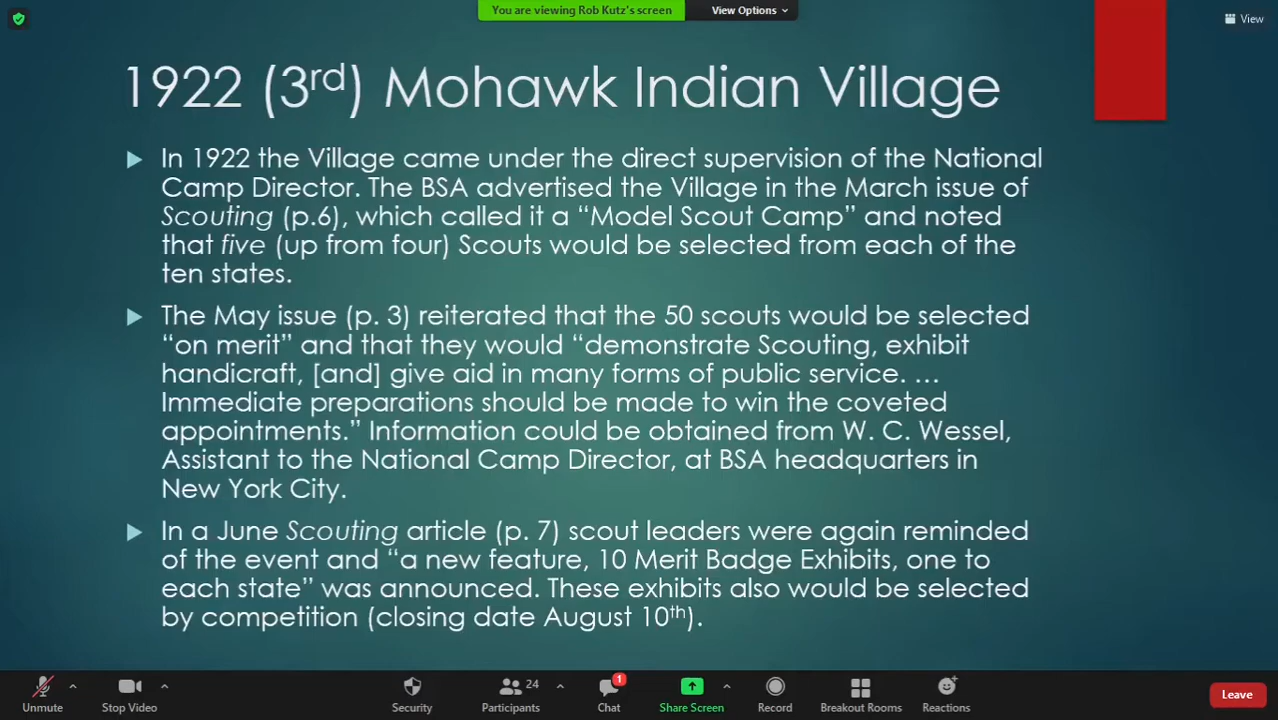 You are viewing Rob Kutz's screen
View Options
View
1922 (3rd) Mohawk Indian Village
In 1922 the Village came under the direct supervision of the National
Camp Director. The BSA advertised the Village in the March issue of
Scouting (p.6), which called it a “Model Scout Camp” and noted
that five (up from four) Scouts would be selected from each of the
ten states.
The May issue (p. 3) reiterated that the 50 scouts would be selected
“on merit” and that they would “demonstrate Scouting, exhibit
handicraft, [and] give aid in many forms of public service. …
Immediate preparations should be made to win the coveted
appointments.” Information could be obtained from W. C. Wessel,
Assistant to the National Camp Director, at BSA headquarters in
New York City.
In a June Scouting article (p. 7) scout leaders were again reminded
of the event and “a new feature, 10 Merit Badge Exhibits, one to
each state” was announced. These exhibits also would be selected
by competition (closing date August 10th).
Unmute
Stop Video
Security
24
Participants
1
Chat
Share Screen
Record
Breakout Rooms
Reactions
Leave